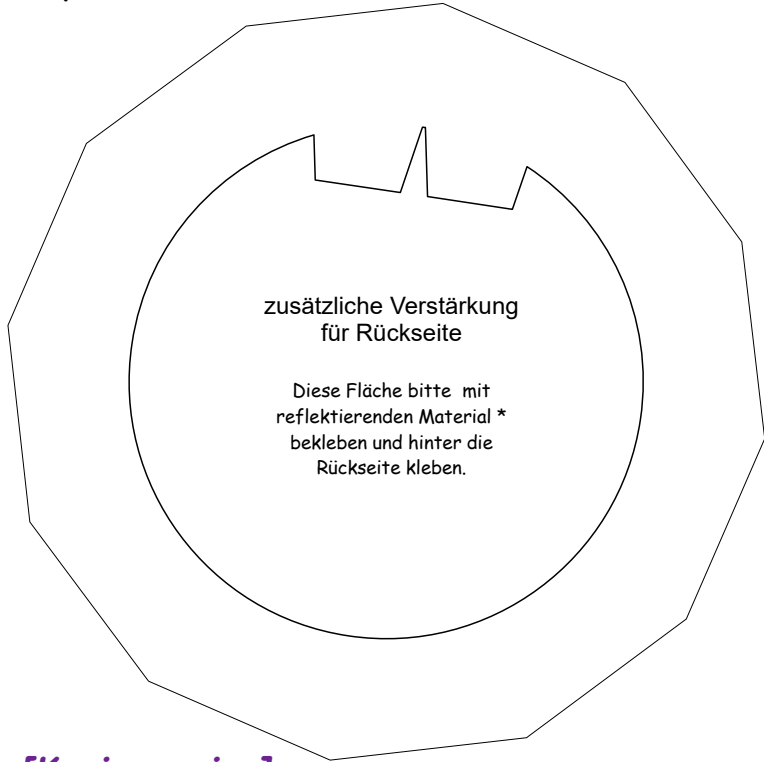 zusätzliche Verstärkung
für Rückseite
Diese Fläche bitte mit
reflektierenden Material *
bekleben und hinter die
Rückseite kleben.